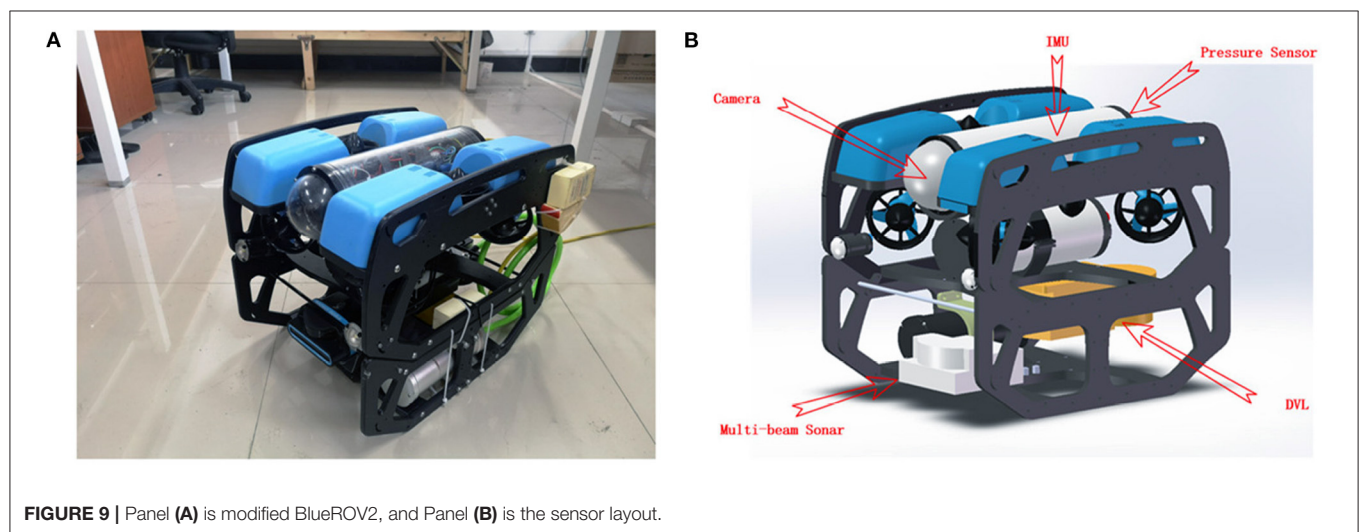 A
B
IMU
Pressure Sensor
Camera
Multi-beam Sonar
DVL
FIGURE 9 | Panel (A) is modified BlueROV2, and Panel (B) is the sensor layout.